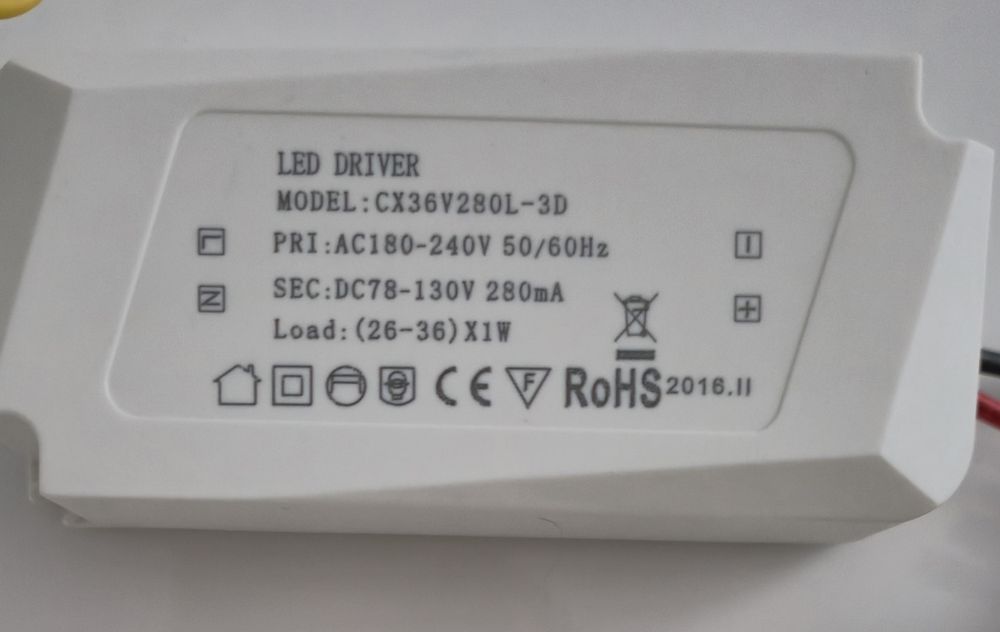 LED DRIVER
MODEL:CX36V280L-3D
L
PRI:AC180-240V 50/60Hz
N
SEC:DC78-130V 280mA
Load:(26-36)X1W
CE F RoHS 2016.II